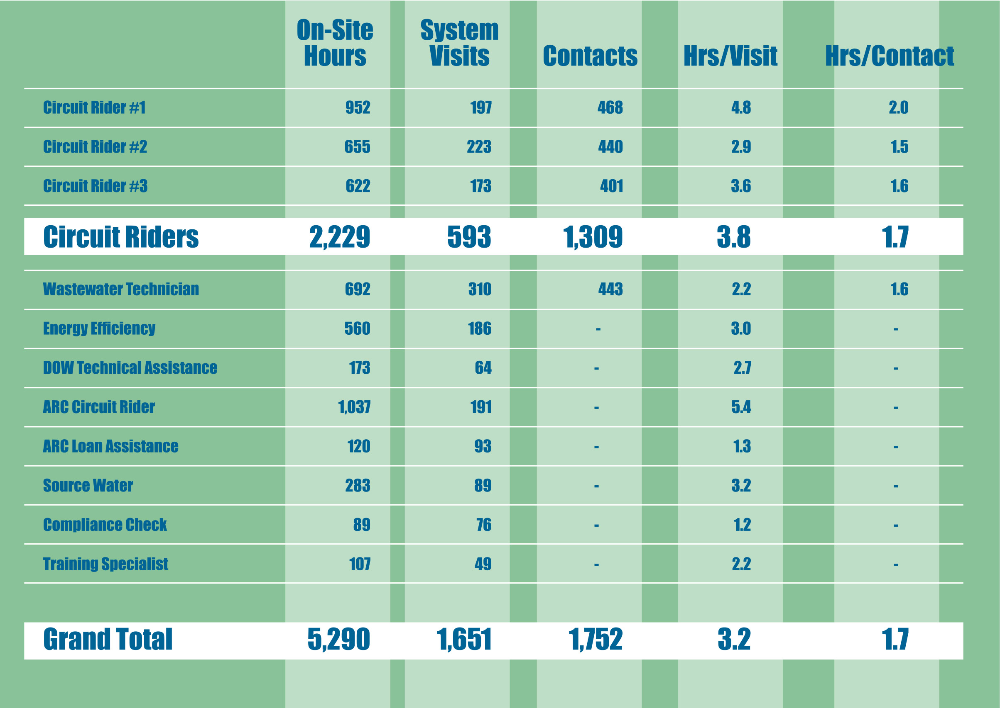 On-Site Hours System Visits Contacts Hrs/Visit Hrs/Contact
Circuit Rider #1 952 197 468 4.8 2.0
Circuit Rider #2 655 223 440 2.9 1.5
Circuit Rider #3 622 173 401 3.6 1.6
Circuit Riders 2,229 593 1,309 3.8 1.7
Wastewater Technician 692 310 443 2.2 1.6
Energy Efficiency 560 186 - 3.0 -
DOW Technical Assistance 173 64 - 2.7 -
ARC Circuit Rider 1,037 191 - 5.4 -
ARC Loan Assistance 120 93 - 1.3 -
Source Water 283 89 - 3.2 -
Compliance Check 89 76 - 1.2 -
Training Specialist 107 49 - 2.2 -
Grand Total 5,290 1,651 1,752 3.2 1.7